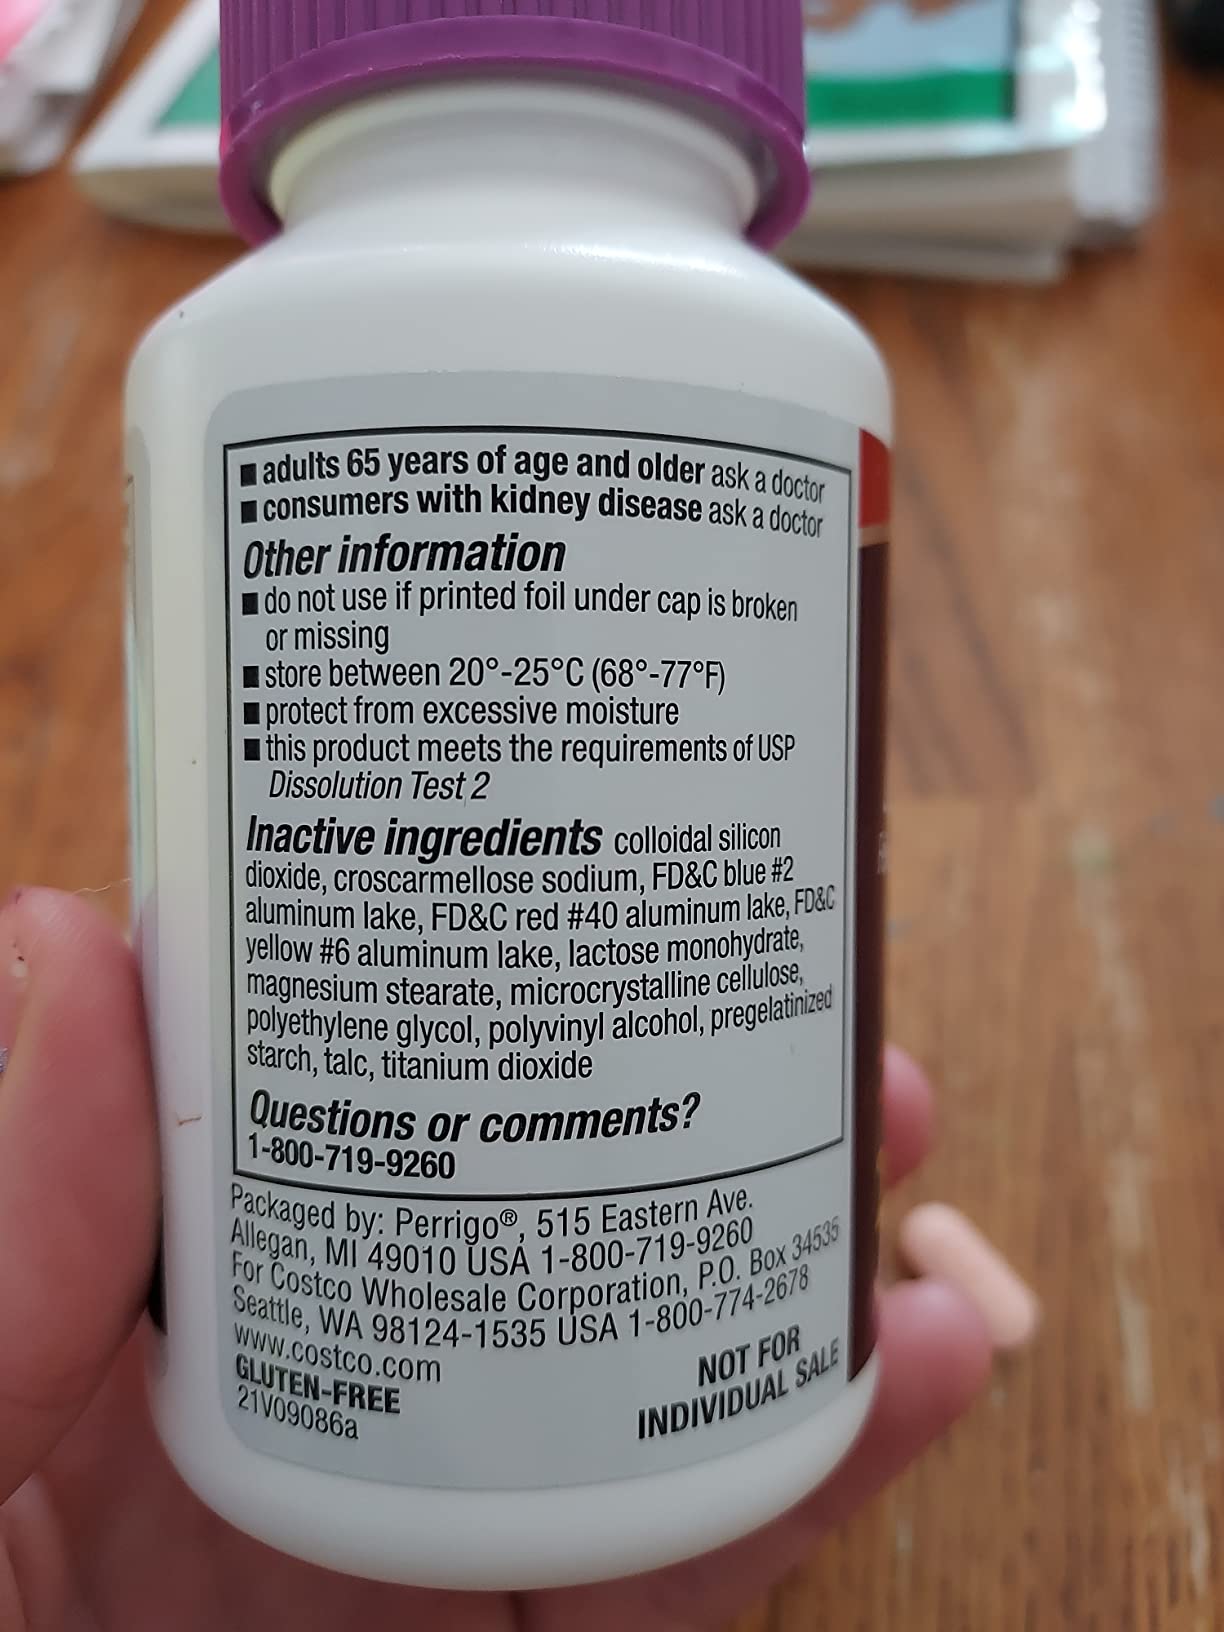 ■ adults 65 years of age and older ask a doctor
■ consumers with kidney disease ask a doctor
Other information
■ do not use if printed foil under cap is broken
or missing
■ store between 20°-25°C (68°-77°F)
■ protect from excessive moisture
■ this product meets the requirements of USP
Dissolution Test 2
Inactive ingredients colloidal silicon
dioxide, croscarmellose sodium, FD&C blue #2
aluminum lake, FD&C red #40 aluminum lake, FD&C
yellow #6 aluminum lake, lactose monohydrate,
magnesium stearate, microcrystalline cellulose,
polyethylene glycol, polyvinyl alcohol, pregelatinized
starch, talc, titanium dioxide
Questions or comments?
1-800-719-9260
Packaged by: Perrigo®, 515 Eastern Ave.
Allegan, MI 49010 USA 1-800-719-9260
For Costco Wholesale Corporation, P.O. Box 34535
Seattle, WA 98124-1535 USA 1-800-774-2678
www.costco.com
GLUTEN-FREE
21V09086a
NOT FOR
INDIVIDUAL SALE